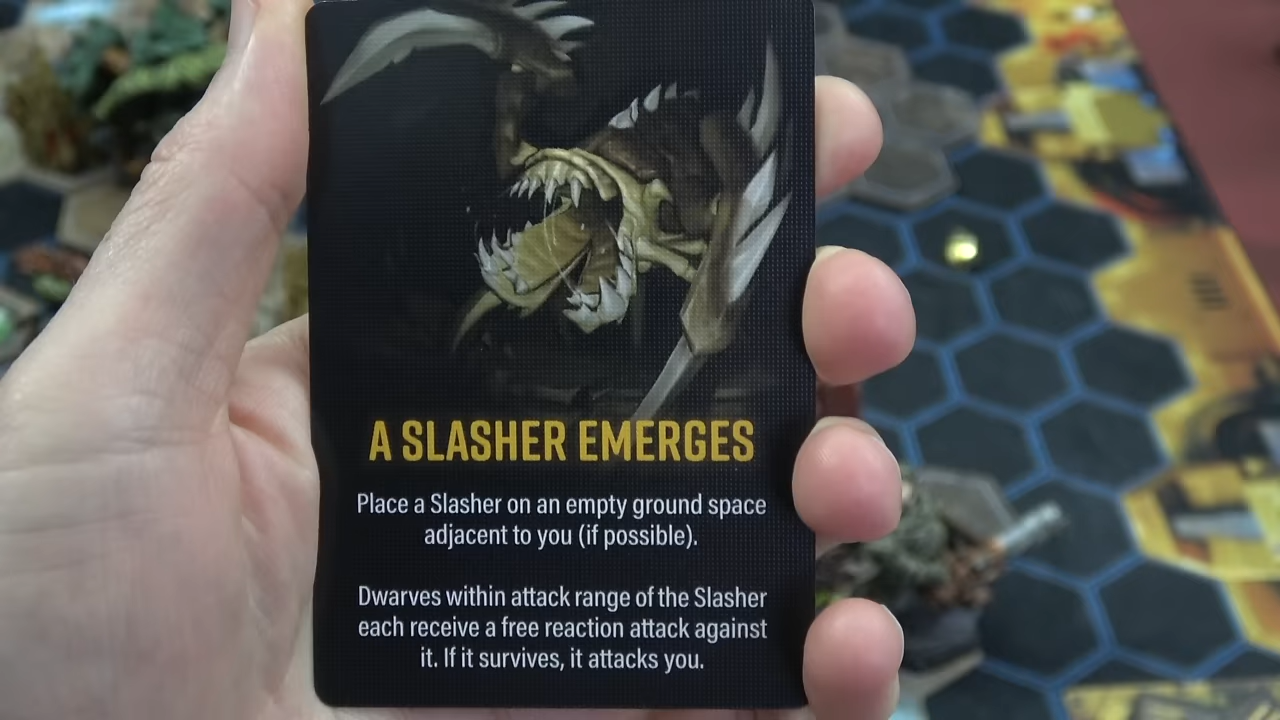 A SLASHER EMERGES
Place a Slasher on an empty ground space
adjacent to you (if possible).
Dwarves within attack range of the Slasher
each receive a free reaction attack against
it. If it survives, it attacks you.